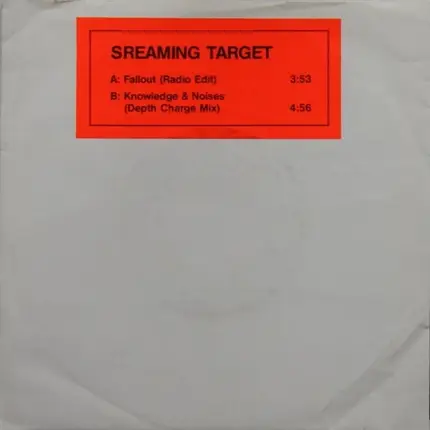 SREAMING TARGET
A: Fallout (Radio Edit) 3:53
B: Knowledge & Noises
(Depth Charge Mix) 4:56